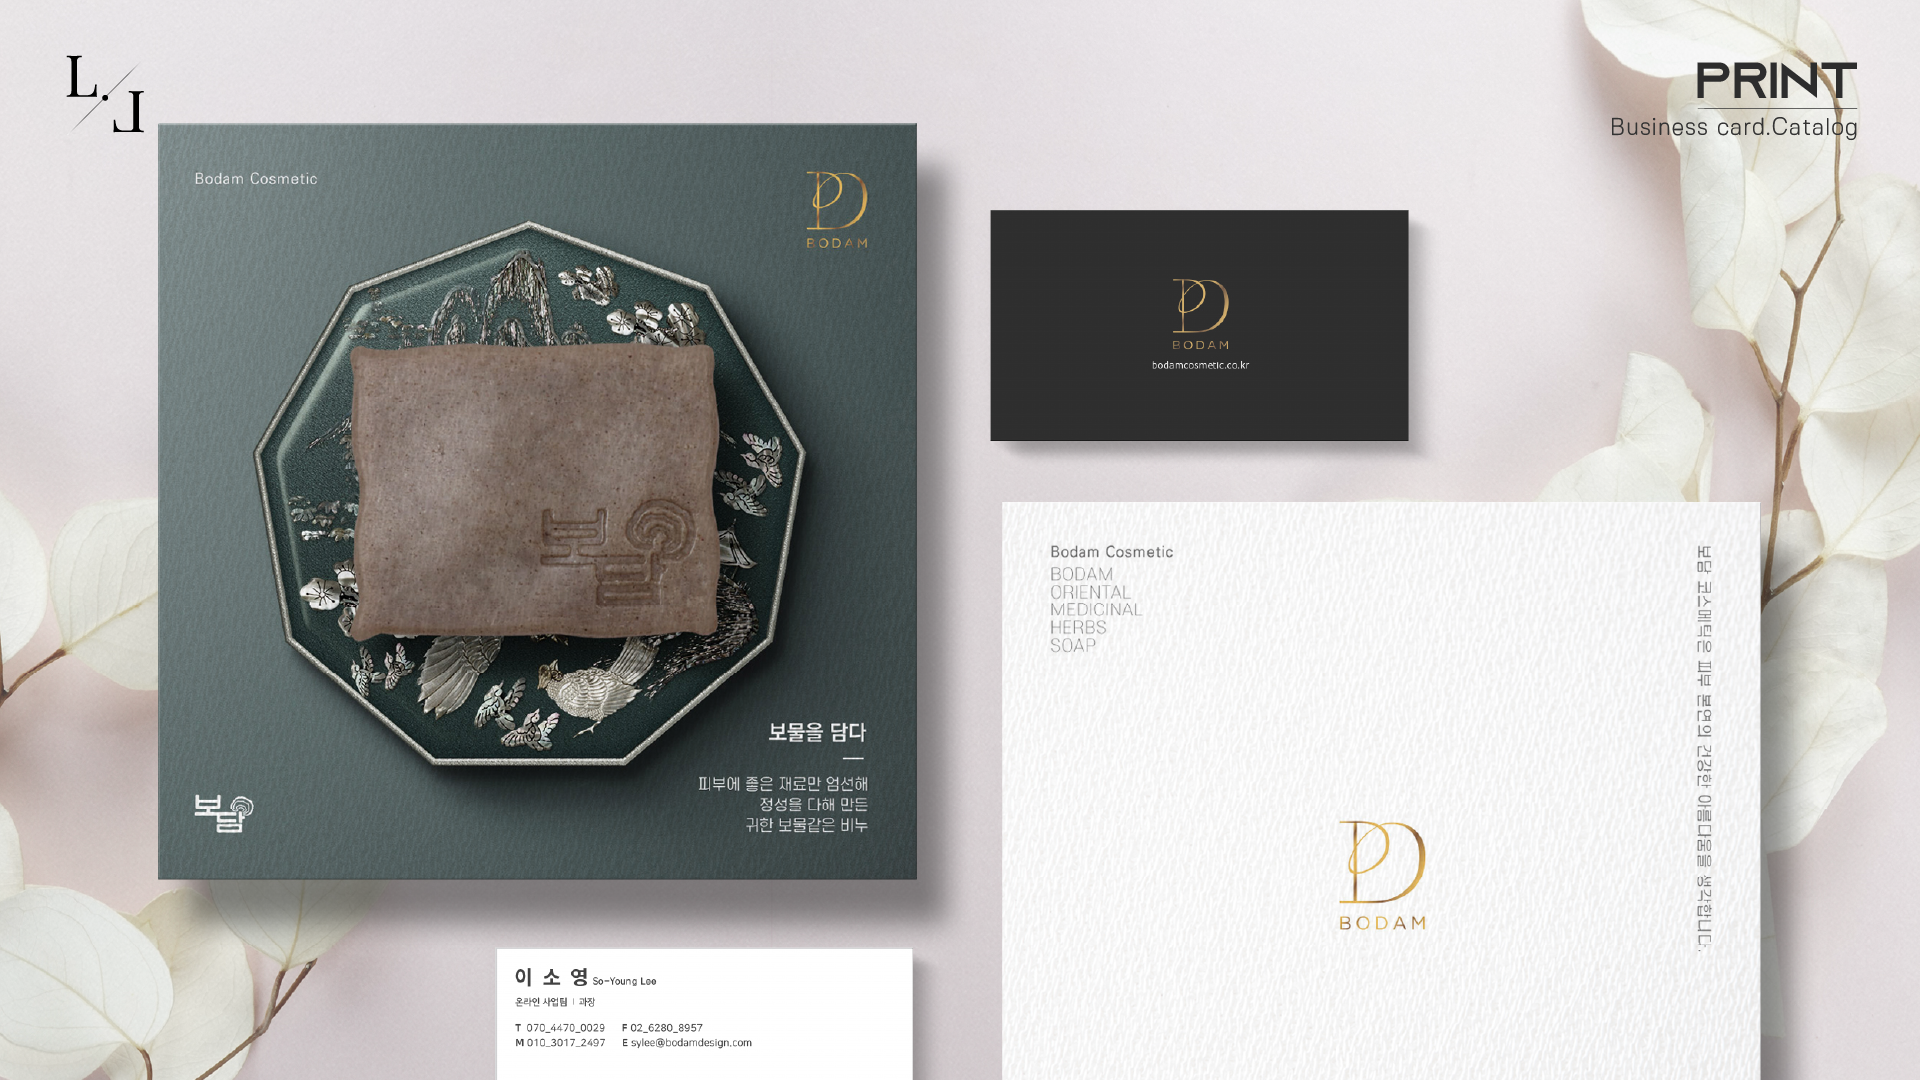 L.
L
PRINT
Business card.Catalog
Bodam Cosmetic
BODAM
보담
보물을 담다
피부에 좋은 재료만 엄선해
정성을 다해 만든
귀한 보물같은 비누
보담
BODAM
bodamcosmetic.co.kr
Bodam Cosmetic
BODAM
ORIENTAL
MEDICINAL
HERBS
SOAP
보담 코스메틱은 피부 본연의 건강한 아름다움을 생각합니다.
BODAM
이 소 영 So-Young Lee
온라인 사업팀 | 과장
T 070_4470_0029 F 02_6280_8957
M 010_3017_2497 E sylee@bodamdesign.com